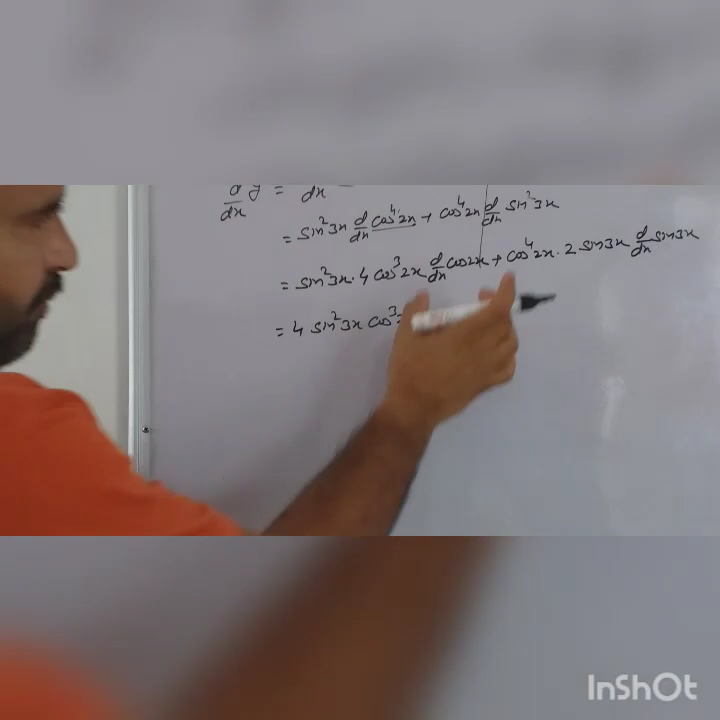 d/dx y = dx
= sin²3x d/dx cos⁴2x + cos⁴2x d/dx sin²3x
= sin²3x · 4 cos³2x d/dx cos2x + cos⁴2x · 2 sin3x d/dx sin3x
= 4 sin²3x cos³
InShOt